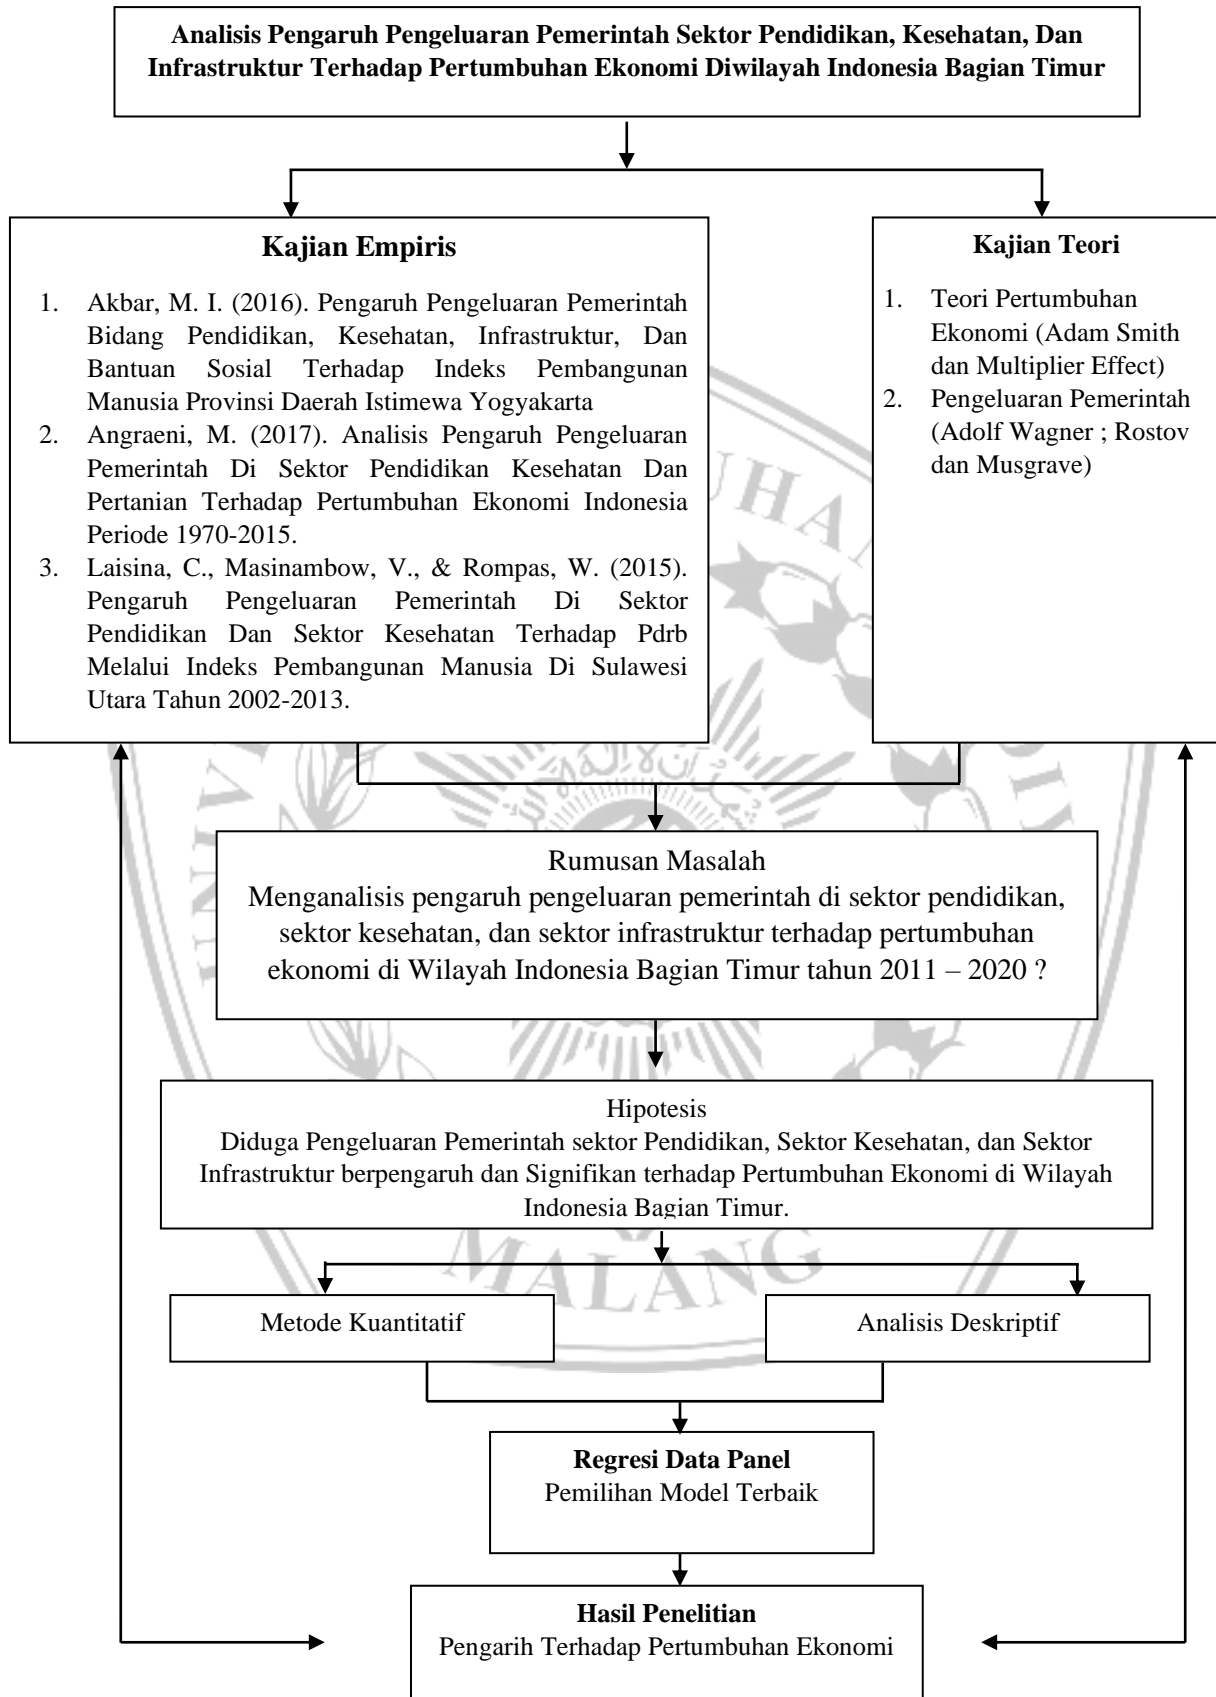 Analisis Pengaruh Pengeluaran Pemerintah Sektor Pendidikan, Kesehatan, Dan
Infrastruktur Terhadap Pertumbuhan Ekonomi Diwilayah Indonesia Bagian Timur
Kajian Empiris
1. Akbar, M. I. (2016). Pengaruh Pengeluaran Pemerintah
Bidang Pendidikan, Kesehatan, Infrastruktur, Dan
Bantuan Sosial Terhadap Indeks Pembangunan
Manusia Provinsi Daerah Istimewa Yogyakarta
2. Angraeni, M. (2017). Analisis Pengaruh Pengeluaran
Pemerintah Di Sektor Pendidikan Kesehatan Dan
Pertanian Terhadap Pertumbuhan Ekonomi Indonesia
Periode 1970-2015.
3. Laisina, C., Masinambow, V., & Rompas, W. (2015).
Pengaruh Pengeluaran Pemerintah Di Sektor
Pendidikan Dan Sektor Kesehatan Terhadap Pdrb
Melalui Indeks Pembangunan Manusia Di Sulawesi
Utara Tahun 2002-2013.
Kajian Teori
1. Teori Pertumbuhan
Ekonomi (Adam Smith
dan Multiplier Effect)
2. Pengeluaran Pemerintah
(Adolf Wagner ; Rostov
dan Musgrave)
Rumusan Masalah
Menganalisis pengaruh pengeluaran pemerintah di sektor pendidikan,
sektor kesehatan, dan sektor infrastruktur terhadap pertumbuhan
ekonomi di Wilayah Indonesia Bagian Timur tahun 2011 – 2020 ?
Hipotesis
Diduga Pengeluaran Pemerintah sektor Pendidikan, Sektor Kesehatan, dan Sektor
Infrastruktur berpengaruh dan Signifikan terhadap Pertumbuhan Ekonomi di Wilayah
Indonesia Bagian Timur.
MALANG
Metode Kuantitatif
Analisis Deskriptif
Regresi Data Panel
Pemilihan Model Terbaik
Hasil Penelitian
Pengarih Terhadap Pertumbuhan Ekonomi